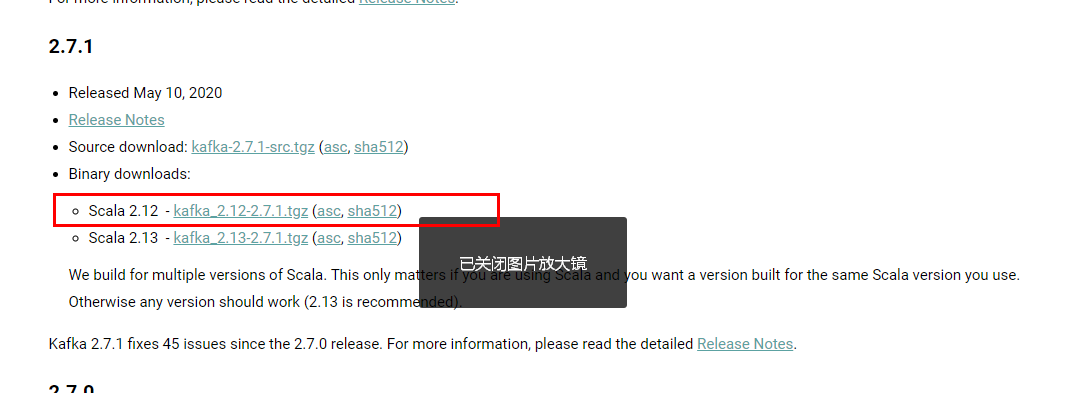 For more information, please read the detailed Release Notes.
2.7.1
Released May 10, 2020
Release Notes
Source download: kafka-2.7.1-src.tgz (asc, sha512)
Binary downloads:
Scala 2.12 - kafka_2.12-2.7.1.tgz (asc, sha512)
Scala 2.13 - kafka_2.13-2.7.1.tgz (asc, sha512)
已关闭图片放大镜
We build for multiple versions of Scala. This only matters if you are using Scala and you want a version built for the same Scala version you use.
Otherwise any version should work (2.13 is recommended).
Kafka 2.7.1 fixes 45 issues since the 2.7.0 release. For more information, please read the detailed Release Notes.
2.7.0